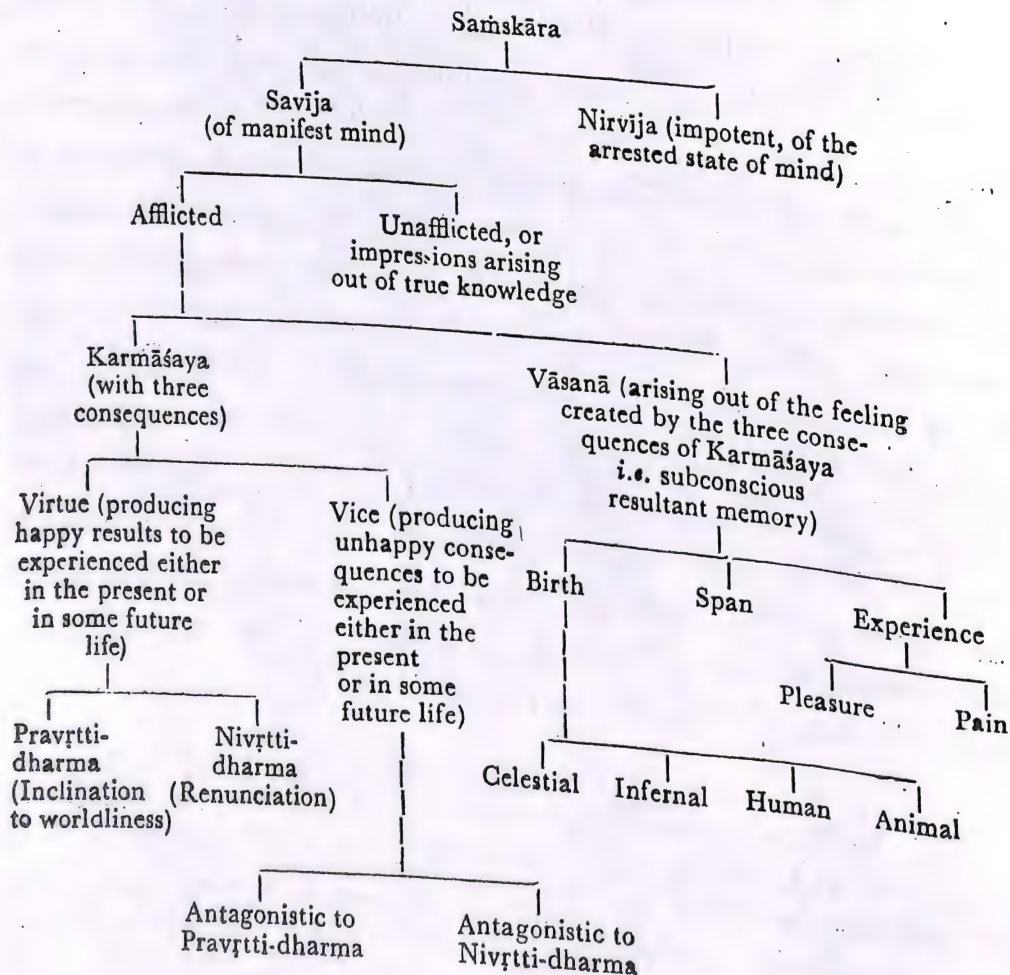 Saṁskāra
Savīja
(of manifest mind)
Nirvīja (impotent, of the
arrested state of mind)
Afflicted
Unafflicted, or
impressions arising
out of true knowledge
Karmāśaya
(with three
consequences)
Vāsanā (arising out of the feeling
created by the three conse-
quences of Karmāśaya
i.e. subconscious
resultant memory)
Virtue (producing
happy results to be
experienced either
in the present or
in some future
life)
Vice (producing
unhappy conse-
quences to be
experienced
either in the
present
or in some
future life)
Birth
Span
Experience
Pleasure
Pain
Pravṛtti-
dharma
(Inclination
to worldliness)
Nivṛtti-
dharma
(Renunciation)
Celestial
Infernal
Human
Animal
Antagonistic to
Pravṛtti-dharma
Antagonistic to
Nivṛtti-dharma